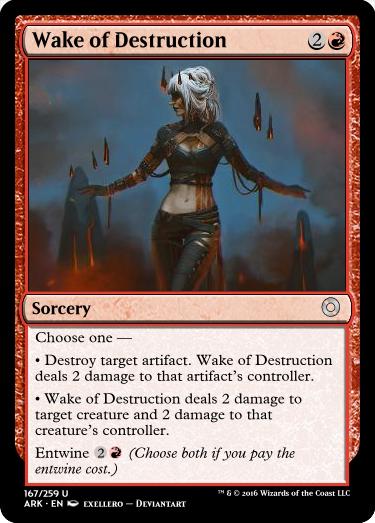 Wake of Destruction 2
Sorcery
Choose one —
• Destroy target artifact. Wake of Destruction
deals 2 damage to that artifact's controller.
• Wake of Destruction deals 2 damage to
target creature and 2 damage to that
creature's controller.
Entwine 2 (Choose both if you pay the
entwine cost.)
167/259 U
ARK • EN EXELLERO — DEVIANTART
™ & © 2016 Wizards of the Coast LLC